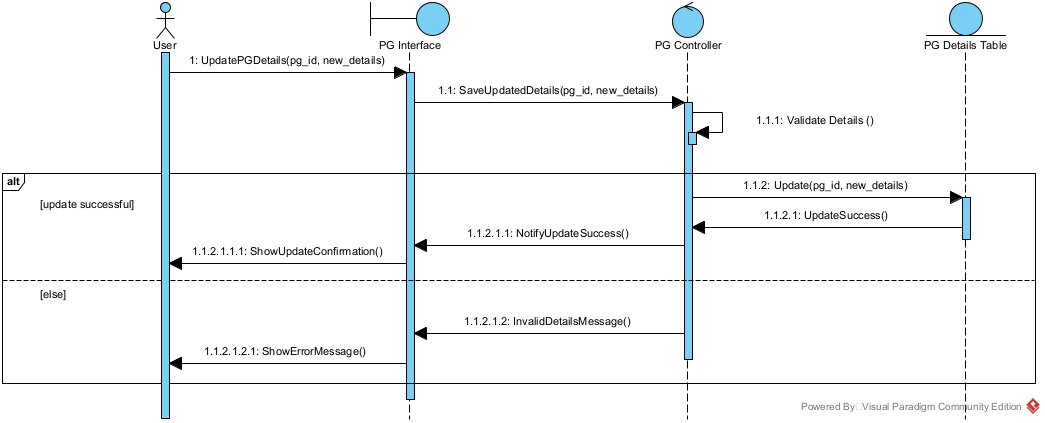 User
PG Interface
PG Controller
PG Details Table
1: UpdatePGDetails(pg_id, new_details)
1.1: SaveUpdatedDetails(pg_id, new_details)
1.1.1: Validate Details ()
alt
1.1.2: Update(pg_id, new_details)
[update successful]
1.1.2.1: UpdateSuccess()
1.1.2.1.1: NotifyUpdateSuccess()
1.1.2.1.1.1: ShowUpdateConfirmation()
[else]
1.1.2.1.2: InvalidDetailsMessage()
1.1.2.1.2.1: ShowErrorMessage()
Powered By Visual Paradigm Community Edition